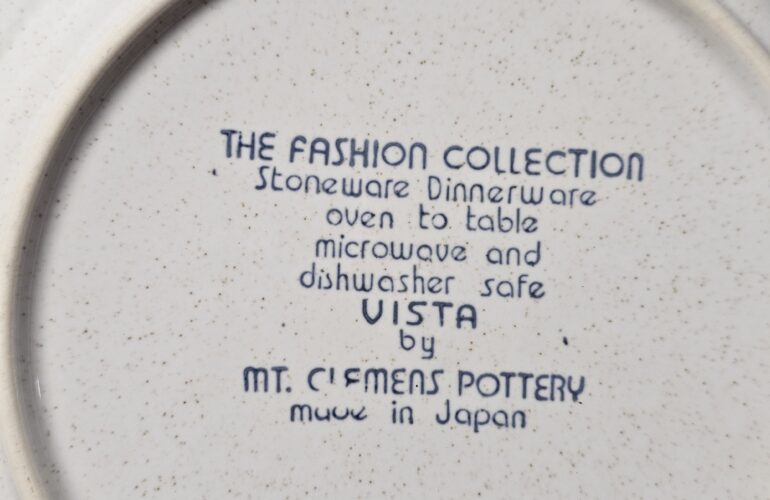 THE FASHION COLLECTION
Stoneware Dinnerware
oven to table
microwave and
dishwasher safe
VISTA
by
MT. CLEMENS POTTERY
made in Japan